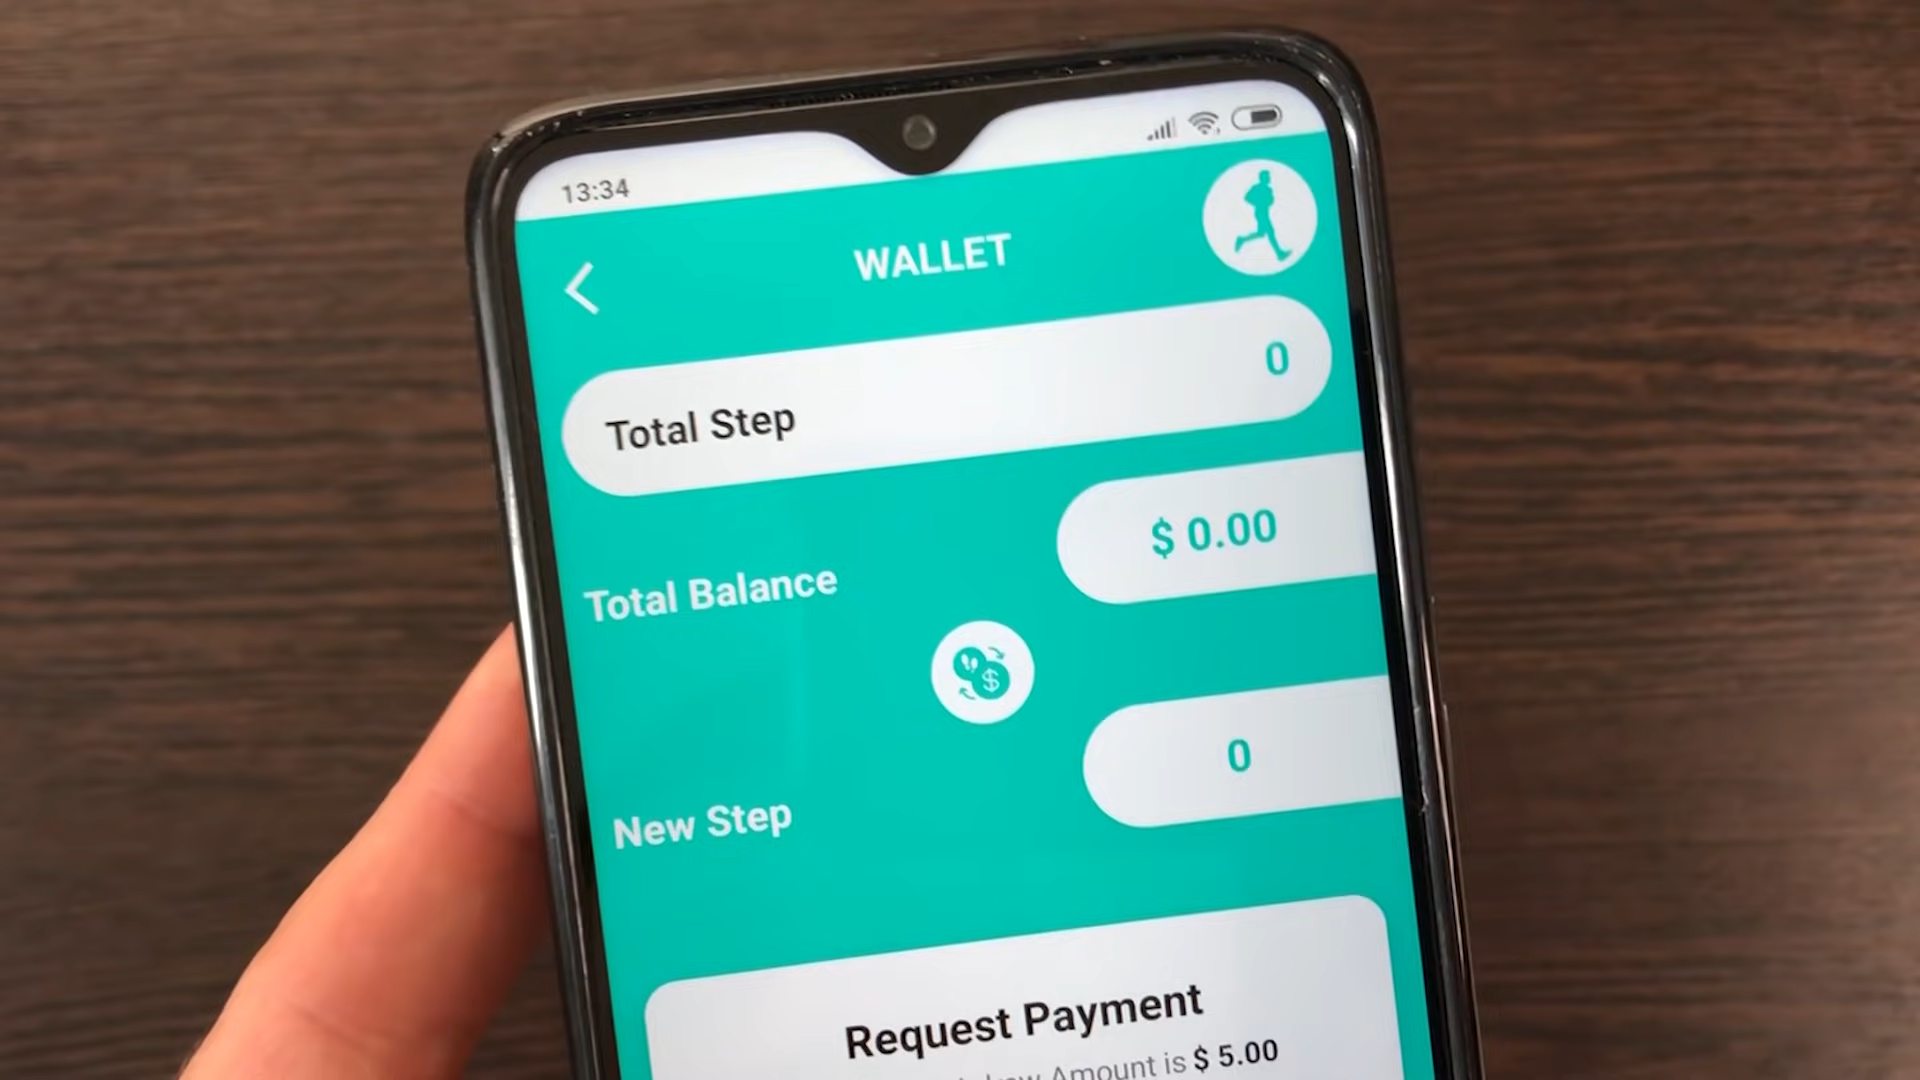 13:34
WALLET
Total Step 0
$ 0.00
Total Balance
$
0
New Step
Request Payment
Amount is $ 5.00